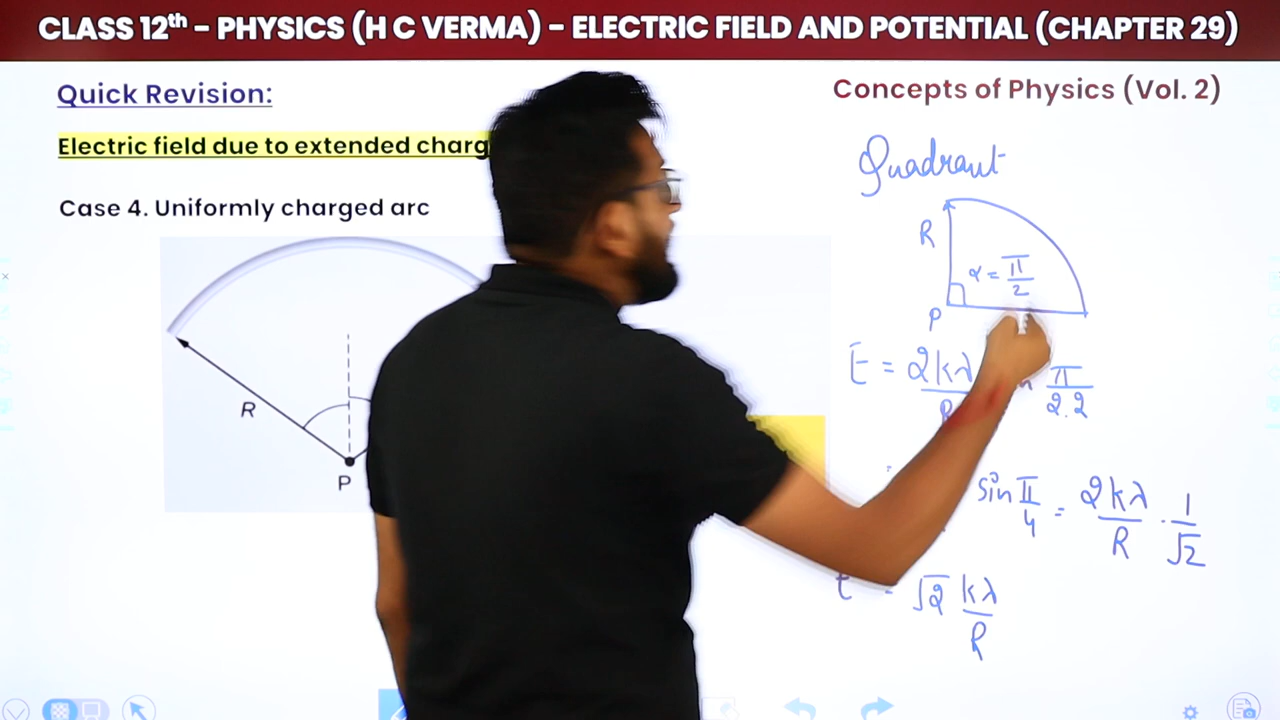 CLASS 12th – PHYSICS (H C VERMA) – ELECTRIC FIELD AND POTENTIAL (CHAPTER 29)
Quick Revision:
Concepts of Physics (Vol. 2)
Electric field due to extended charg
Case 4. Uniformly charged arc
R
P
Quadrant
R
α = π/2
P
E = 2kλ/R π/2.2
sin π/4 = 2kλ/R · 1/√2
E = √2 kλ/R